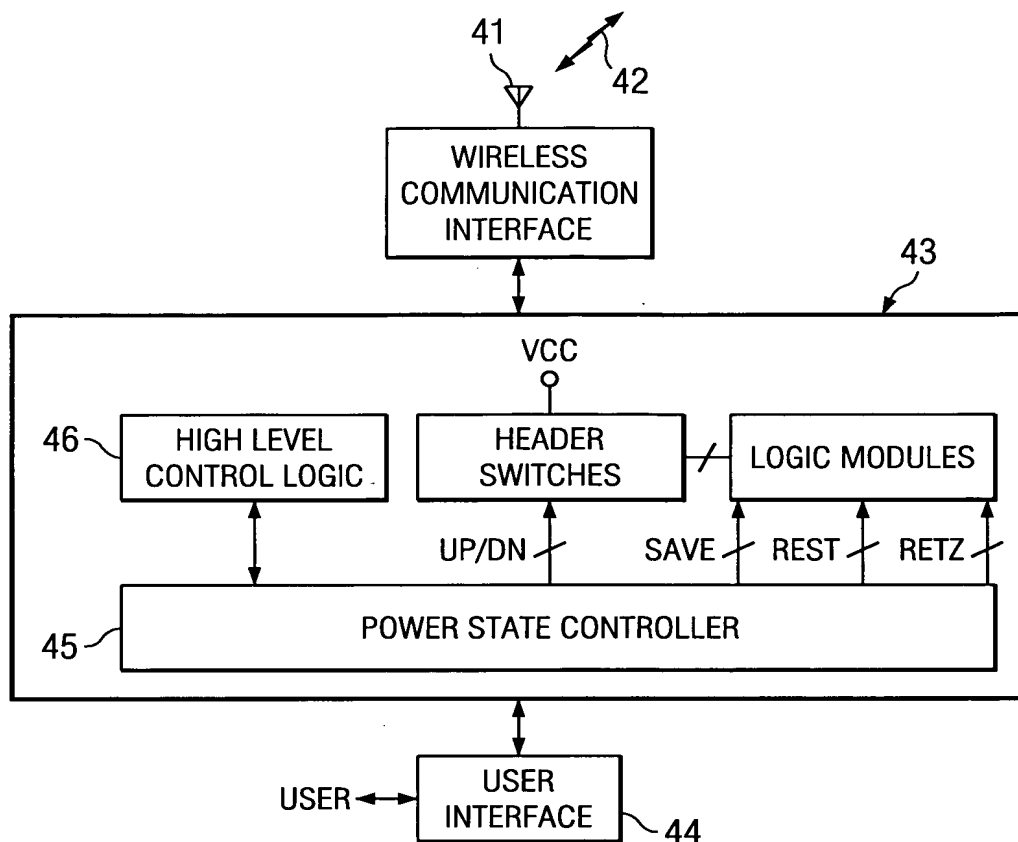 41
42
WIRELESS
COMMUNICATION
INTERFACE
43
VCC
46
HIGH LEVEL
CONTROL LOGIC
HEADER
SWITCHES
LOGIC MODULES
UP/DN
SAVE
REST
RETZ
45
POWER STATE CONTROLLER
USER
USER
INTERFACE
44